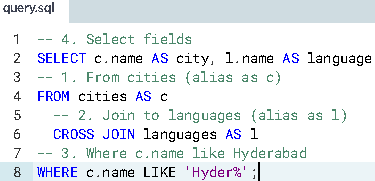 query.sql
1 -- 4. Select fields
2 SELECT c.name AS city, l.name AS language
3 -- 1. From cities (alias as c)
4 FROM cities AS c
5 -- 2. Join to languages (alias as l)
6 CROSS JOIN languages AS l
7 -- 3. Where c.name like Hyderabad
8 WHERE c.name LIKE 'Hyder%';